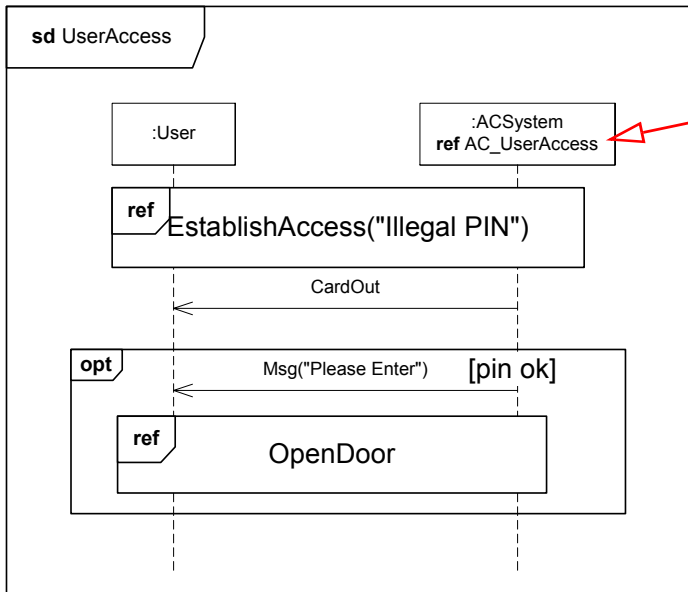 sd UserAccess
:User
:ACSystem
ref AC_UserAccess
ref
EstablishAccess("Illegal PIN")
CardOut
opt
Msg("Please Enter")
[pin ok]
ref
OpenDoor